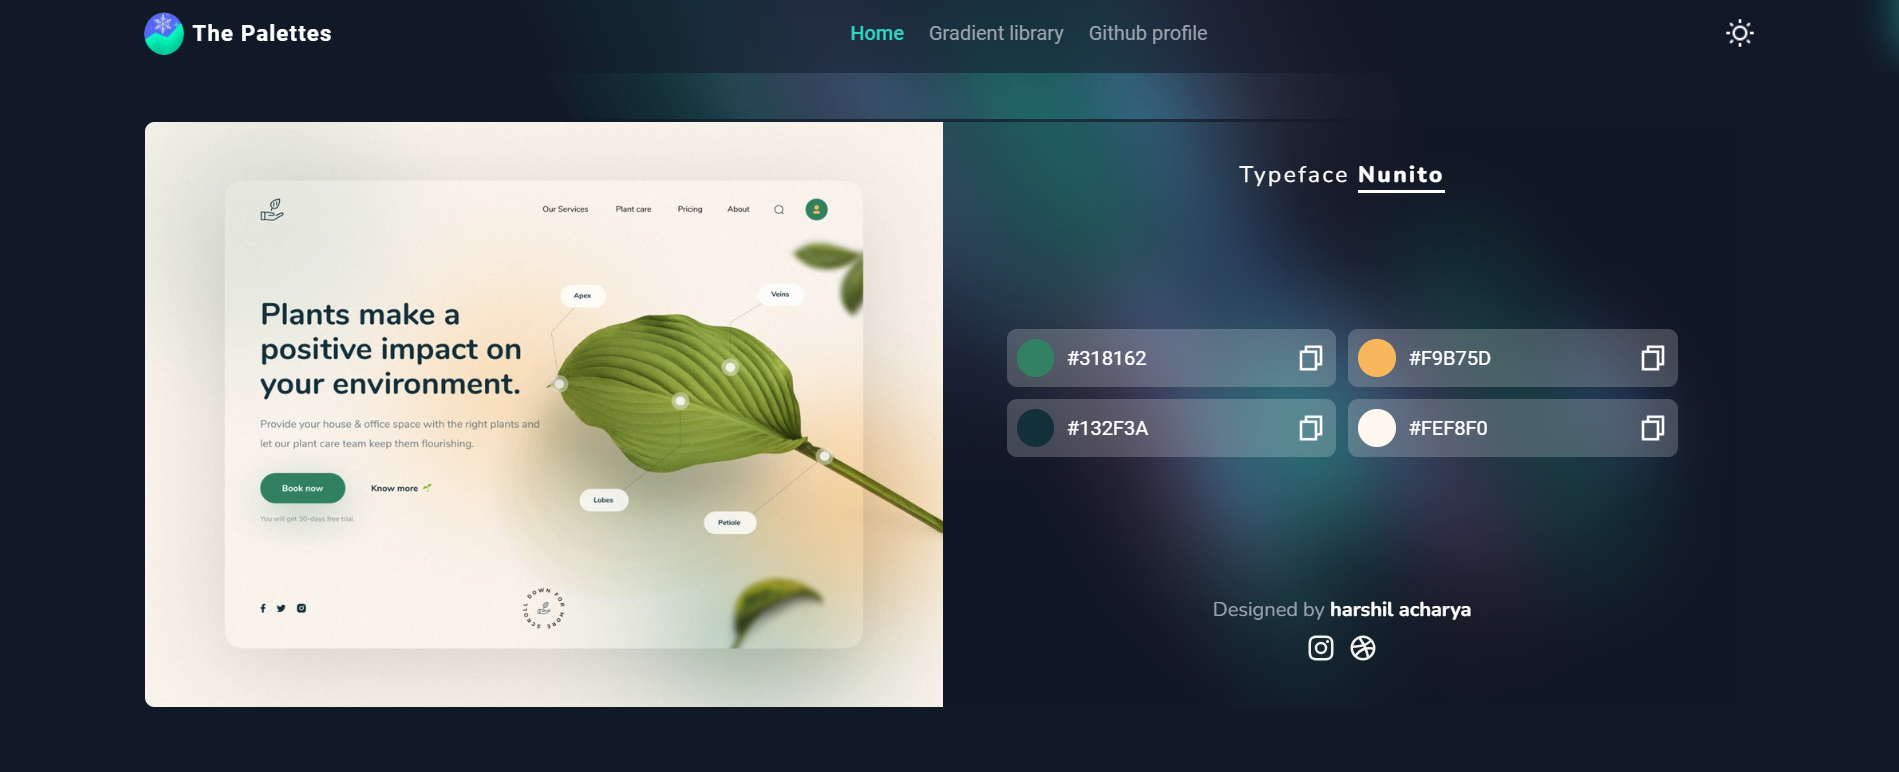 The Palettes
Home Gradient library Github profile
Our Services Plant care Pricing About
Plants make a
positive impact on
your environment.
Provide your house & office space with the right plants and
let our plant care team keep them flourishing.
Book now Know more
You will get 30-days free trial.
Apex
Veins
Lobes
Petiole
SCROLL DOWN FOR MORE
Typeface Nunito
#318162
#F9B75D
#132F3A
#FEF8F0
Designed by harshil acharya